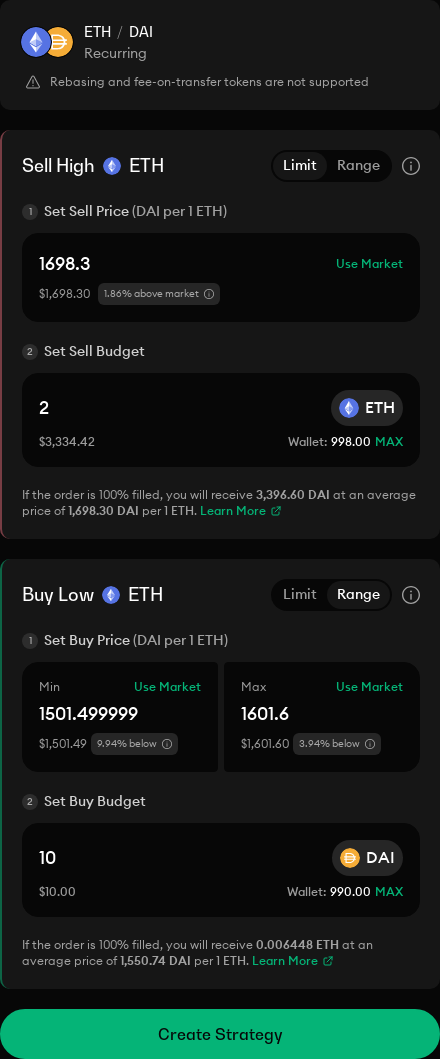 ETH / DAI
Recurring
Rebasing and fee-on-transfer tokens are not supported
Sell High ETH Limit Range
1 Set Sell Price (DAI per 1 ETH)
1698.3 Use Market
$1,698.30 1.86% above market
2 Set Sell Budget
2 ETH
$3,334.42 Wallet: 998.00 MAX
If the order is 100% filled, you will receive 3,396.60 DAI at an average
price of 1,698.30 DAI per 1 ETH. Learn More
Buy Low ETH Limit Range
1 Set Buy Price (DAI per 1 ETH)
Min Use Market Max Use Market
1501.499999 1601.6
$1,501.49 9.94% below $1,601.60 3.94% below
2 Set Buy Budget
10 DAI
$10.00 Wallet: 990.00 MAX
If the order is 100% filled, you will receive 0.006448 ETH at an
average price of 1,550.74 DAI per 1 ETH. Learn More
Create Strategy